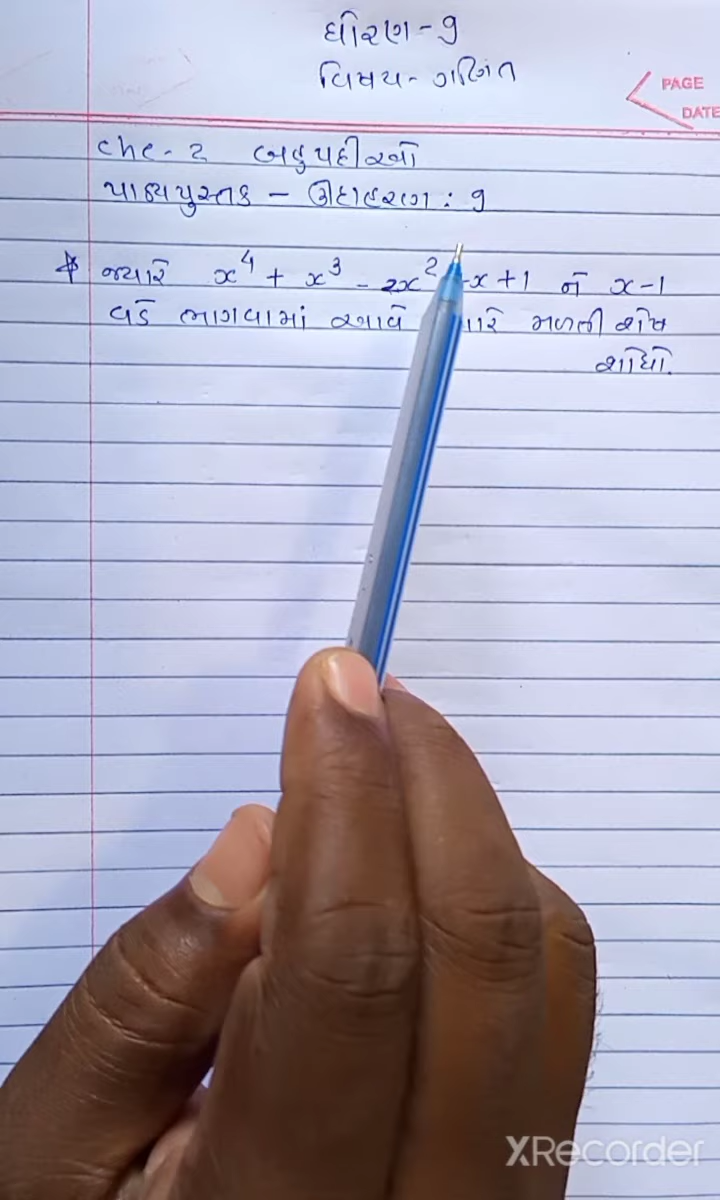 ધોરણ - 9
વિષય - ગણિત
PAGE
DATE
che - 2 બહુપદીઓ
પાઠ્યપુસ્તક - ઊદાહરણ : 9
* જ્યારે x⁴ + x³ - 2x² + x + 1 ને x - 1
વડે ભાગવામાં આવે મળતી શેષ
શોધો.
XRecorder